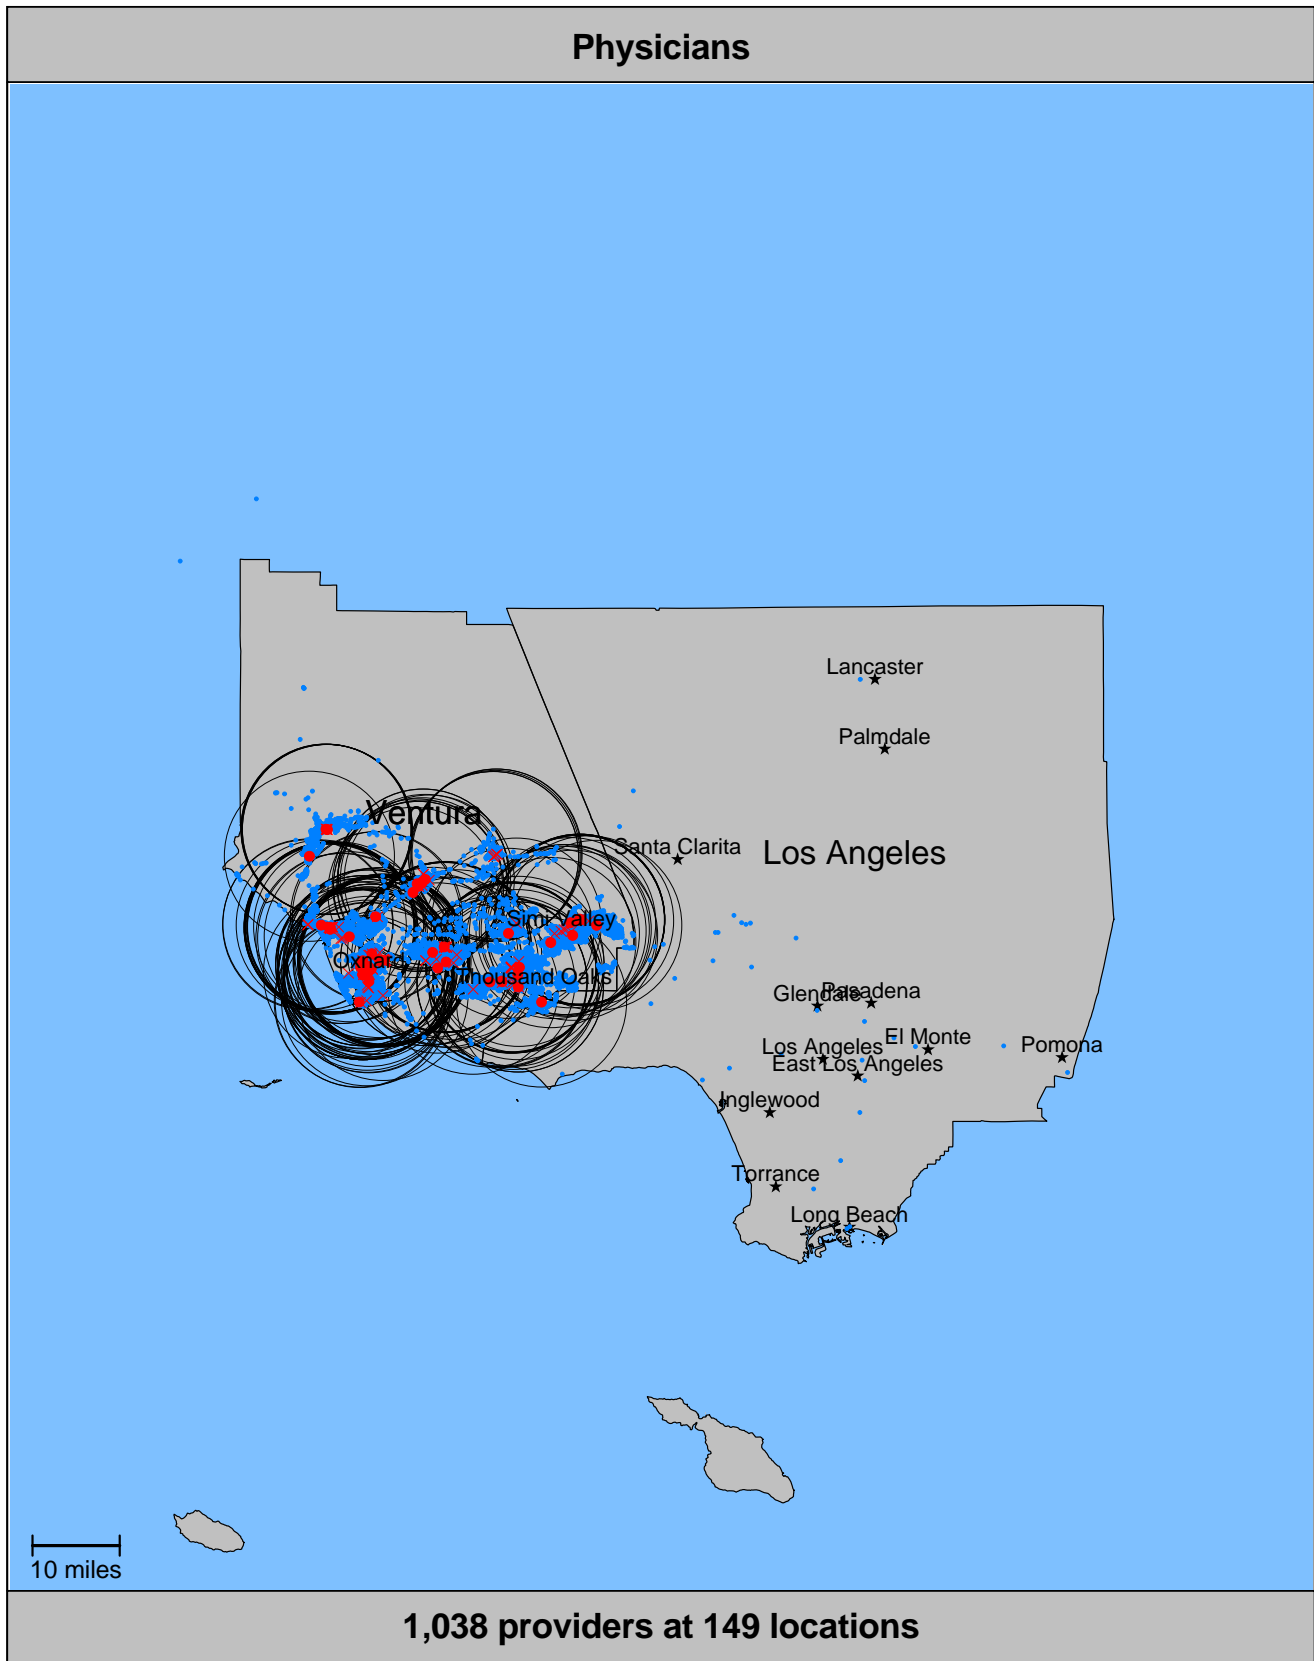 Physicians
Lancaster
Palmdale
Ventura
Santa Clarita
Los Angeles
Simi Valley
Oxnard
Thousand Oaks
Glendale
Pasadena
El Monte
Los Angeles
Pomona
East Los Angeles
Inglewood
Torrance
Long Beach
10 miles
1,038 providers at 149 locations